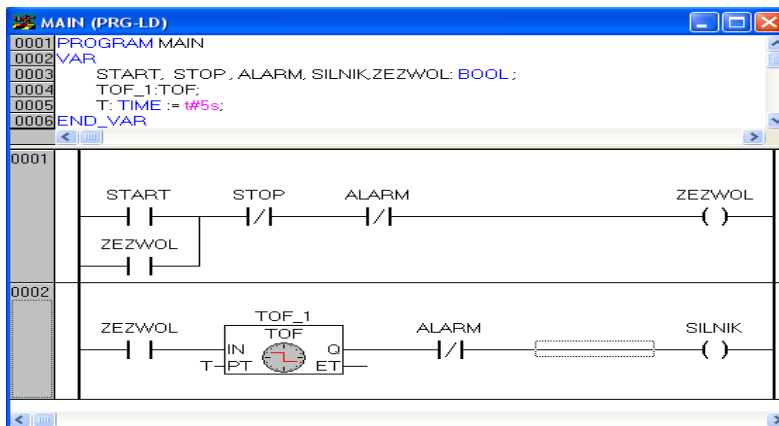 MAIN (PRG-LD)
0001 PROGRAM MAIN
0002 VAR
0003 START, STOP, ALARM, SILNIK,ZEZWOL: BOOL;
0004 TOF_1:TOF;
0005 T: TIME := t#5s;
0006 END_VAR
0001
START STOP ALARM ZEZWOL
ZEZWOL
0002
TOF_1
ZEZWOL TOF ALARM SILNIK
IN Q
T PT ET